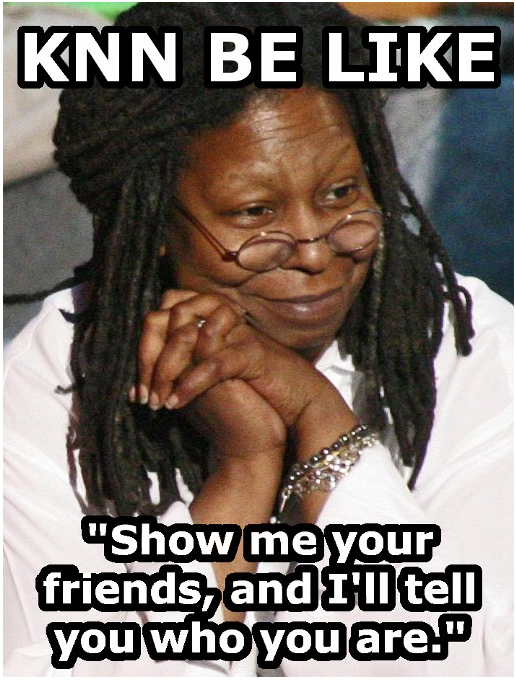 KNN BE LIKE
"Show me your
friends, and I'll tell
you who you are."